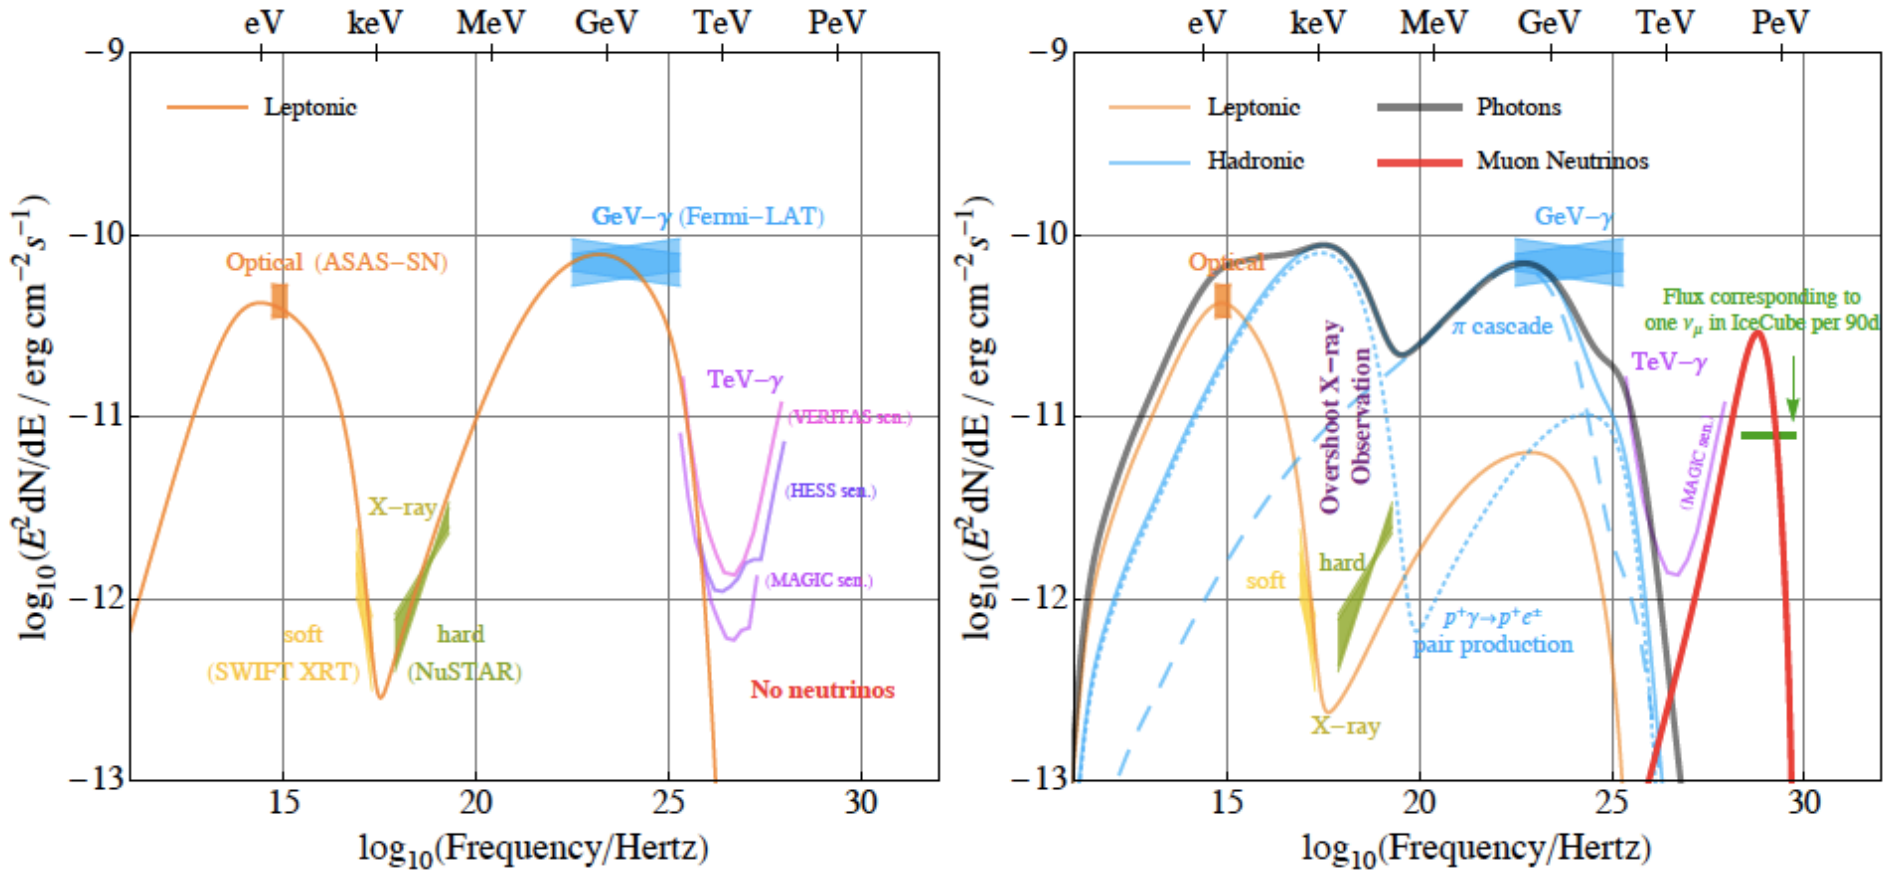 eV keV MeV GeV TeV PeV
−9
Leptonic
GeV−γ (Fermi−LAT)
−10
Optical (ASAS−SN)
TeV−γ
−11
(VERITAS sen.)
(HESS sen.)
X−ray
(MAGIC sen.)
−12
soft
(SWIFT XRT)
hard
(NuSTAR)
No neutrinos
−13
15 20 25 30
log₁₀(Frequency/Hertz)
log₁₀(E²dN/dE / erg cm⁻²s⁻¹)
eV keV MeV GeV TeV PeV
−9
Leptonic
Photons
Hadronic
Muon Neutrinos
GeV−γ
−10
Optical
Flux corresponding to
one νμ in IceCube per 90d
π cascade
TeV−γ
Overshoot X−ray
Observation
−11
(MAGIC sen.)
hard
soft
−12
p⁺γ→p⁺e±
pair production
X−ray
−13
15 20 25 30
log₁₀(Frequency/Hertz)
log₁₀(E²dN/dE / erg cm⁻²s⁻¹)